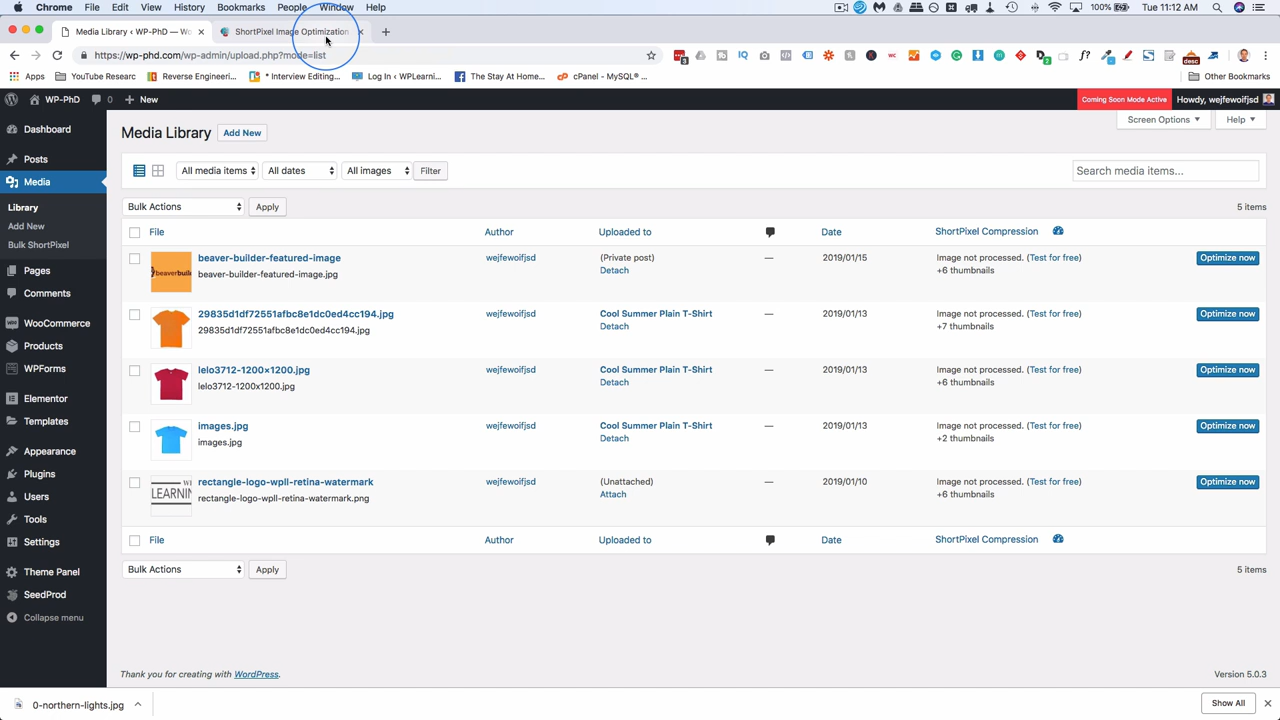 Chrome File Edit View History Bookmarks People Window Help 100% Tue 11:12 AM
Media Library ‹ WP-PhD — Wo ShortPixel Image Optimization
https://wp-phd.com/wp-admin/upload.php?mode=list
Apps YouTube Researc Reverse Engineeri... * Interview Editing... Log In ‹ WPLearni... The Stay At Home... cPanel - MySQL® ... Other Bookmarks
WP-PhD 0 + New Coming Soon Mode Active Howdy, wejfewoifjsd
Screen Options Help
Media Library Add New
All media items All dates All images Filter Search media items...
Bulk Actions Apply 5 items
File Author Uploaded to Date ShortPixel Compression
beaver-builder-featured-image wejfewoifjsd (Private post) — 2019/01/15 Image not processed. (Test for free) Optimize now
beaver-builder-featured-image.jpg Detach +6 thumbnails
29835d1df72551afbc8e1dc0ed4cc194.jpg wejfewoifjsd Cool Summer Plain T-Shirt — 2019/01/13 Image not processed. (Test for free) Optimize now
29835d1df72551afbc8e1dc0ed4cc194.jpg Detach +7 thumbnails
lelo3712-1200×1200.jpg wejfewoifjsd Cool Summer Plain T-Shirt — 2019/01/13 Image not processed. (Test for free) Optimize now
lelo3712-1200x1200.jpg Detach +6 thumbnails
images.jpg wejfewoifjsd Cool Summer Plain T-Shirt — 2019/01/13 Image not processed. (Test for free) Optimize now
images.jpg Detach +2 thumbnails
rectangle-logo-wpll-retina-watermark wejfewoifjsd (Unattached) — 2019/01/10 Image not processed. (Test for free) Optimize now
rectangle-logo-wpll-retina-watermark.png Attach +6 thumbnails
File Author Uploaded to Date ShortPixel Compression
Bulk Actions Apply 5 items
Dashboard
Posts
Media
Library
Add New
Bulk ShortPixel
Pages
Comments
WooCommerce
Products
WPForms
Elementor
Templates
Appearance
Plugins
Users
Tools
Settings
Theme Panel
SeedProd
Collapse menu
Thank you for creating with WordPress. Version 5.0.3
0-northern-lights.jpg Show All